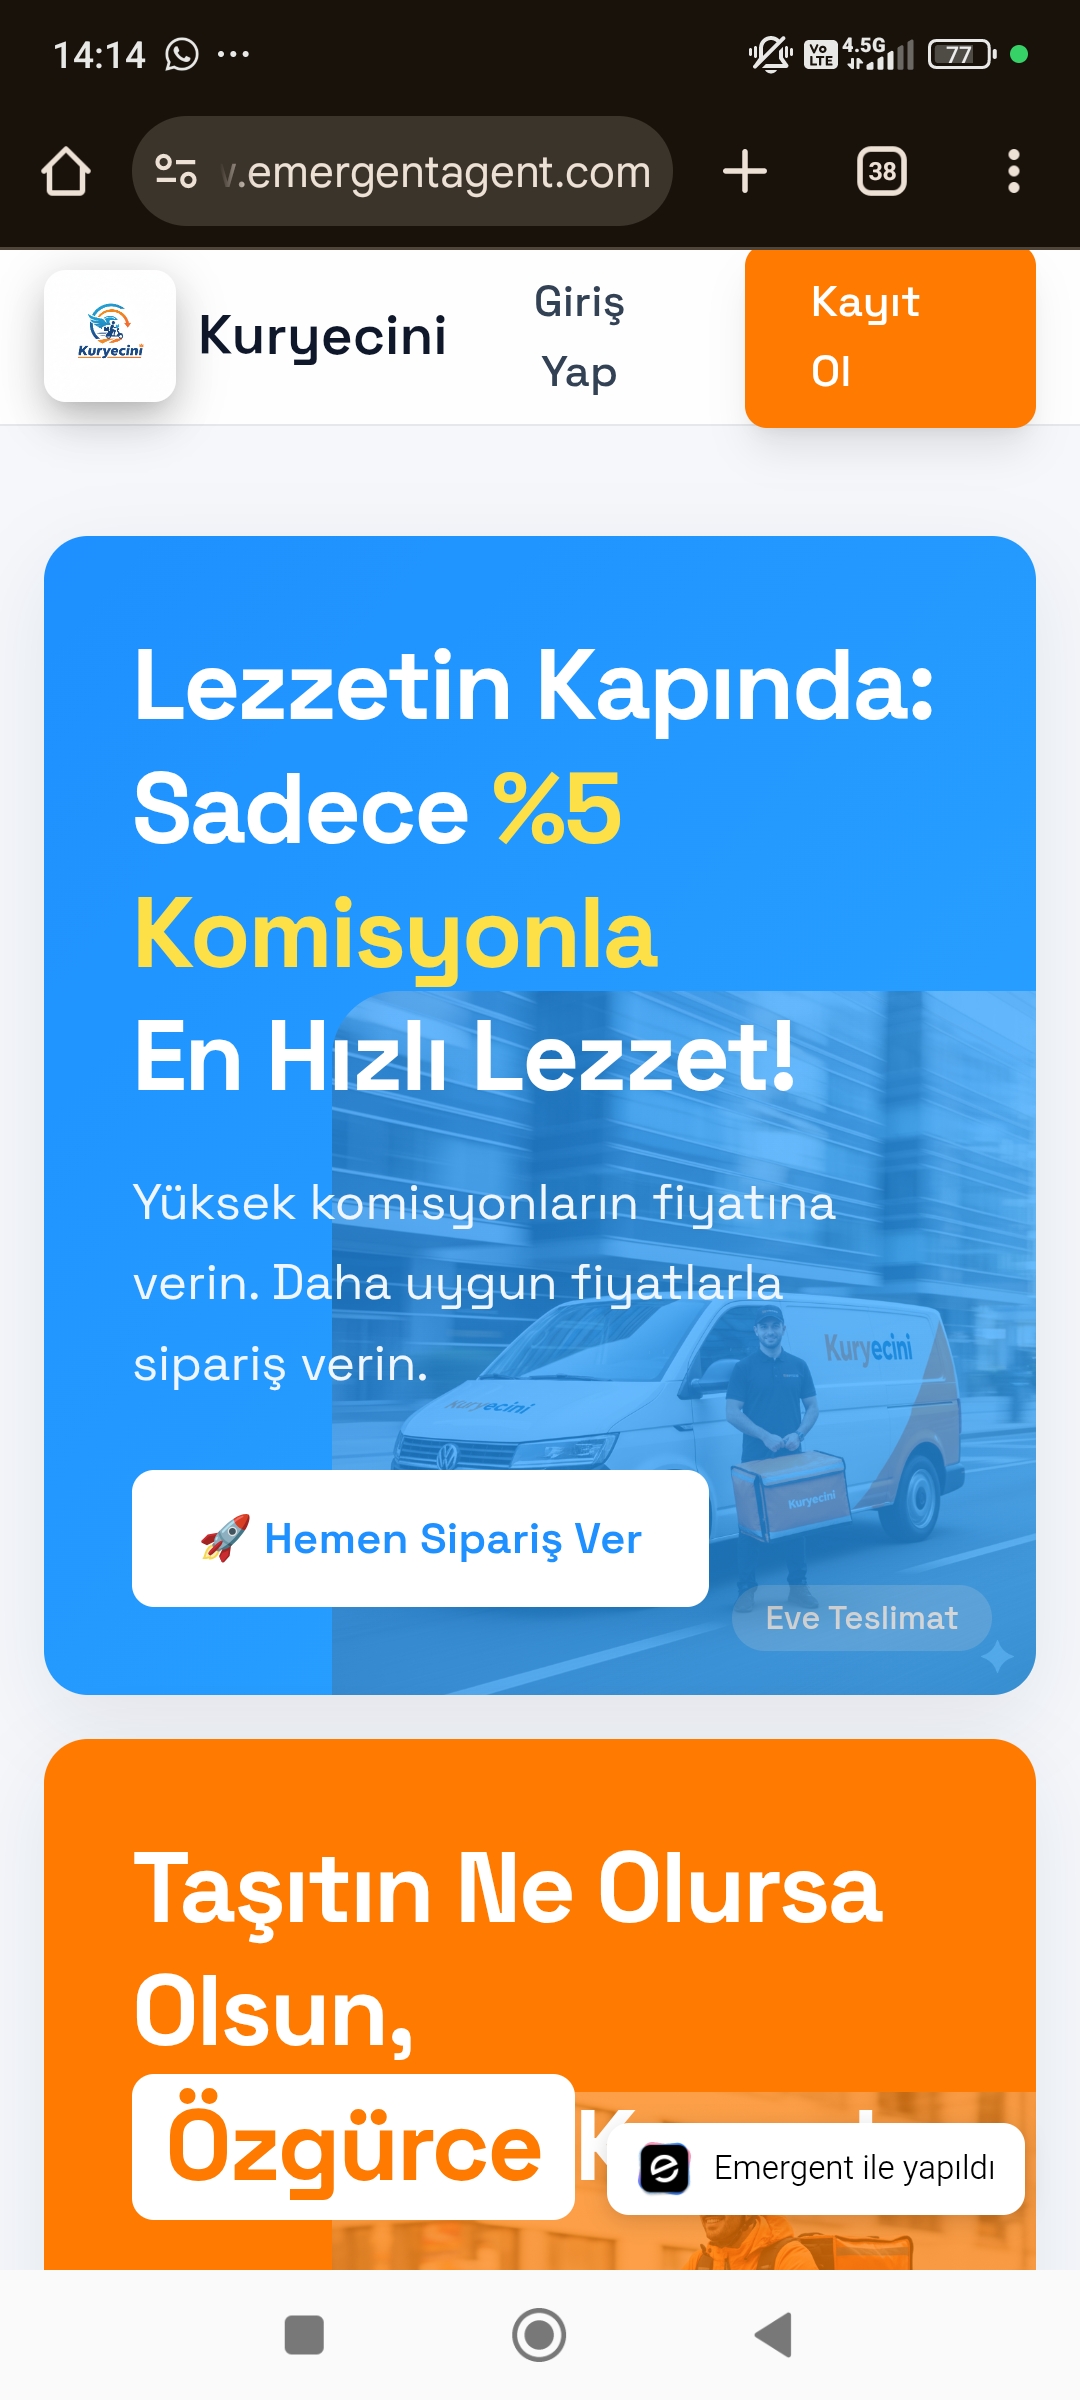 14:14
Vo LTE 4.5G 77
.emergentagent.com
38
Kuryecini
Kuryecini
Giriş
Yap
Kayıt
Ol
Lezzetin Kapında:
Sadece %5
Komisyonla
En Hızlı Lezzet!
Yüksek komisyonların fiyatına
verin. Daha uygun fiyatlarla
sipariş verin.
Kuryecini
Kuryecini
Kuryecini
🚀 Hemen Sipariş Ver
Eve Teslimat
Taşıtın Ne Olursa
Olsun,
Özgürce
Emergent ile yapıldı